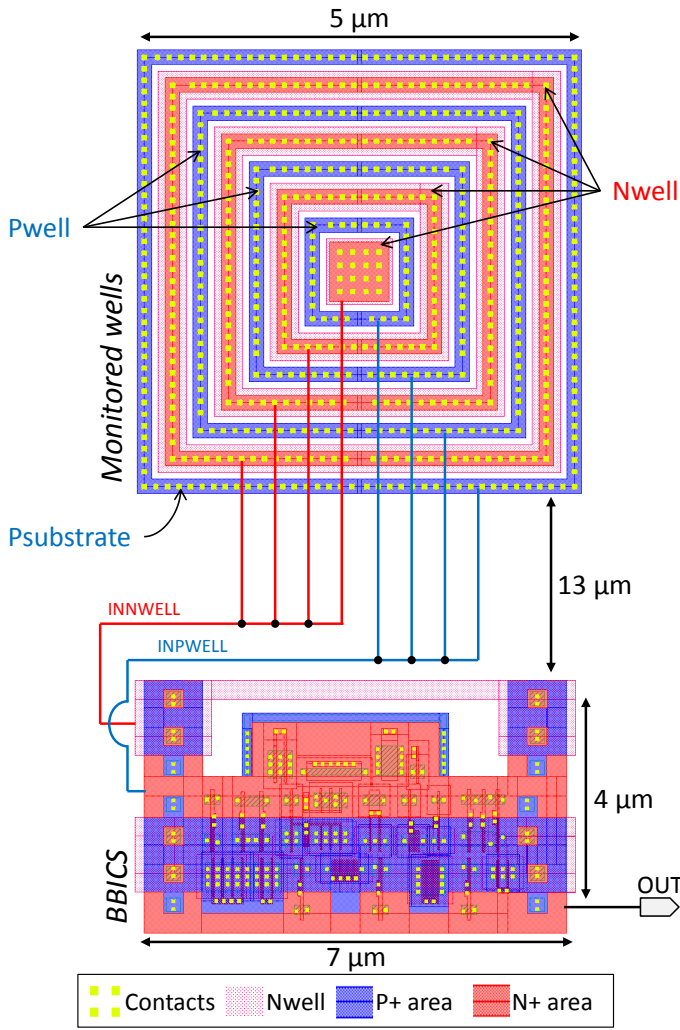 5 µm
Nwell
Pwell
Monitored wells
Psubstrate
13 µm
INNWELL
INPWELL
4 µm
BBICS
OUT
7 µm
Contacts
Nwell
P+ area
N+ area